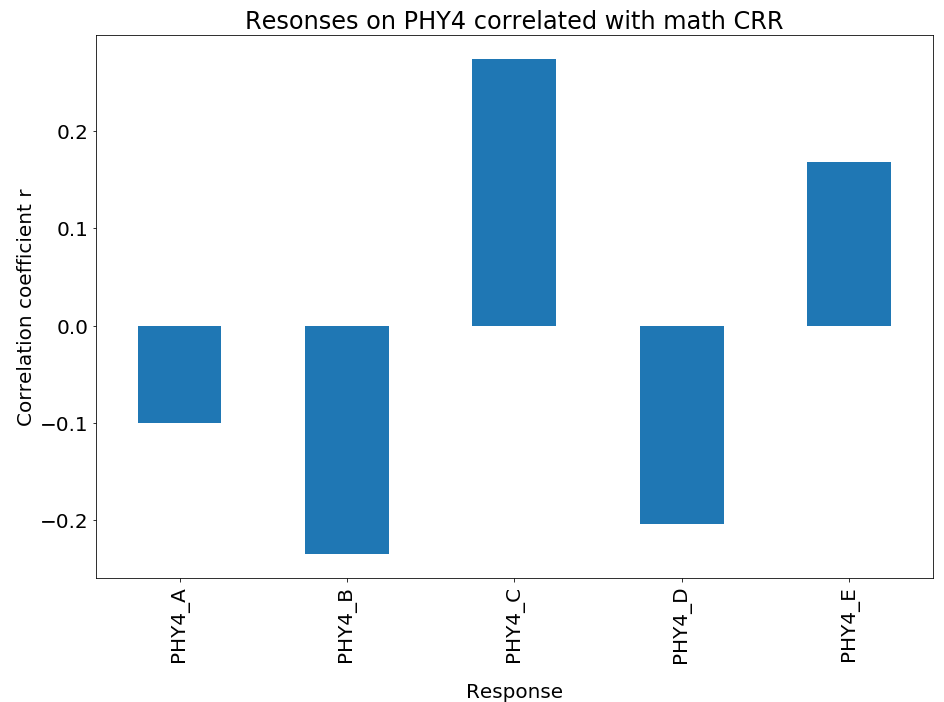 Resonses on PHY4 correlated with math CRR
Correlation coefficient r
0.2
0.1
0.0
−0.1
−0.2
PHY4_A
PHY4_B
PHY4_C
PHY4_D
PHY4_E
Response